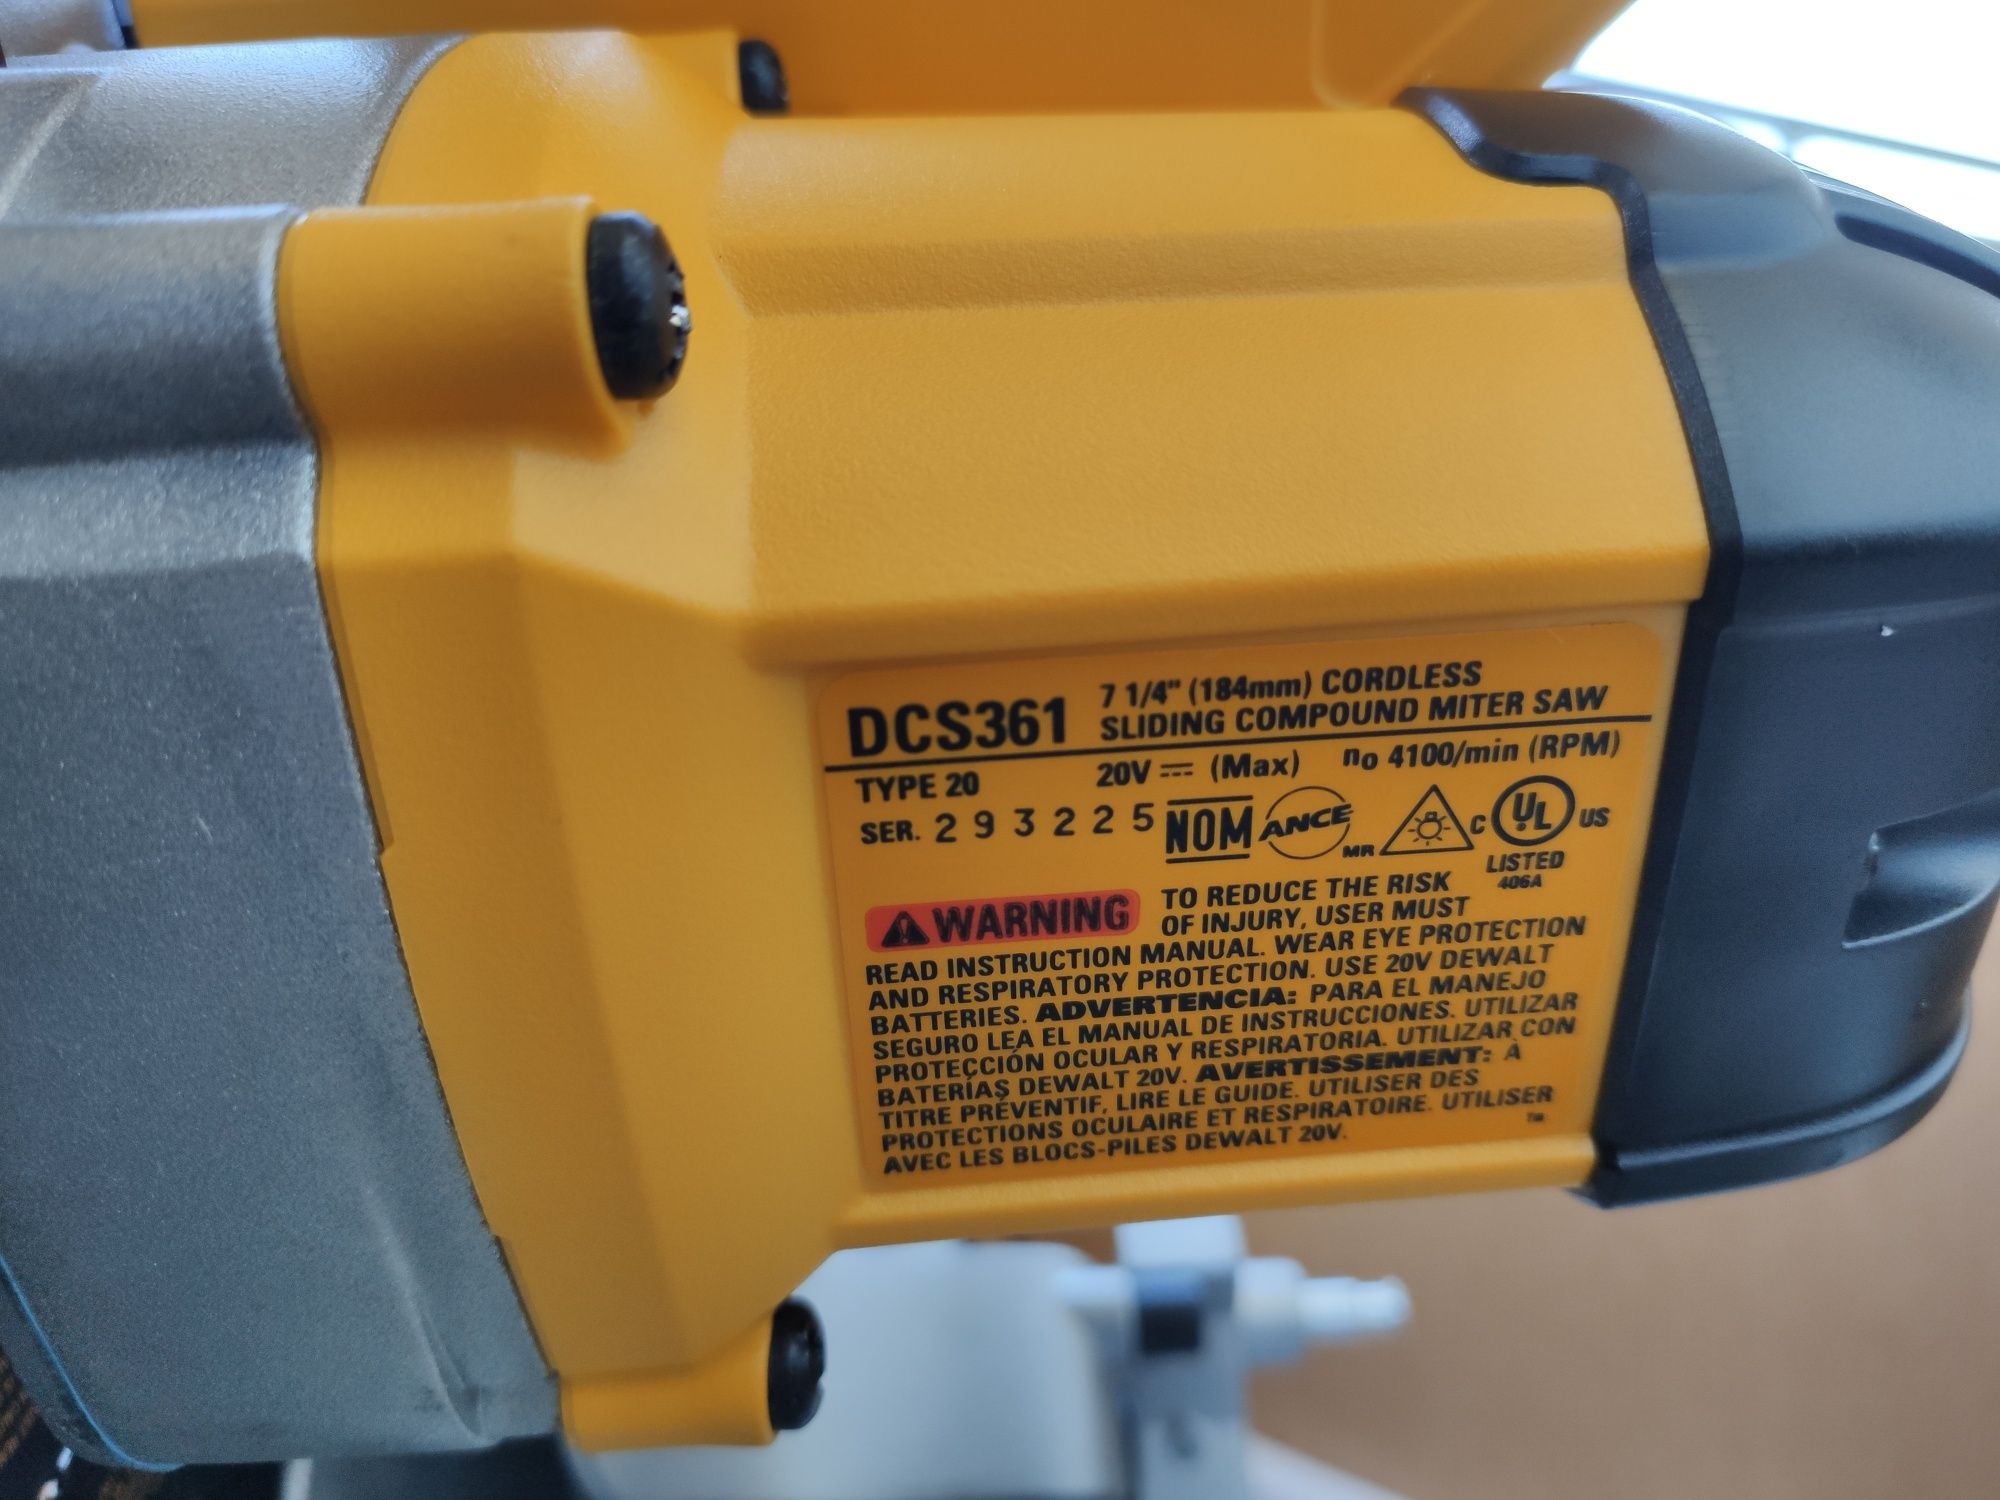 DCS361 7 1/4" (184mm) CORDLESS
SLIDING COMPOUND MITER SAW
TYPE 20 20V ⎓ (Max) no 4100/min (RPM)
SER. 2 9 3 2 2 5 NOM ANCE MR C UL US
LISTED
406A
WARNING TO REDUCE THE RISK
OF INJURY, USER MUST
READ INSTRUCTION MANUAL. WEAR EYE PROTECTION
AND RESPIRATORY PROTECTION. USE 20V DEWALT
BATTERIES. ADVERTENCIA: PARA EL MANEJO
SEGURO LEA EL MANUAL DE INSTRUCCIONES. UTILIZAR
PROTECCIÓN OCULAR Y RESPIRATORIA. UTILIZAR CON
BATERÍAS DEWALT 20V. AVERTISSEMENT: À
TITRE PRÉVENTIF, LIRE LE GUIDE. UTILISER DES
PROTECTIONS OCULAIRE ET RESPIRATOIRE. UTILISER
AVEC LES BLOCS-PILES DEWALT 20V. TM